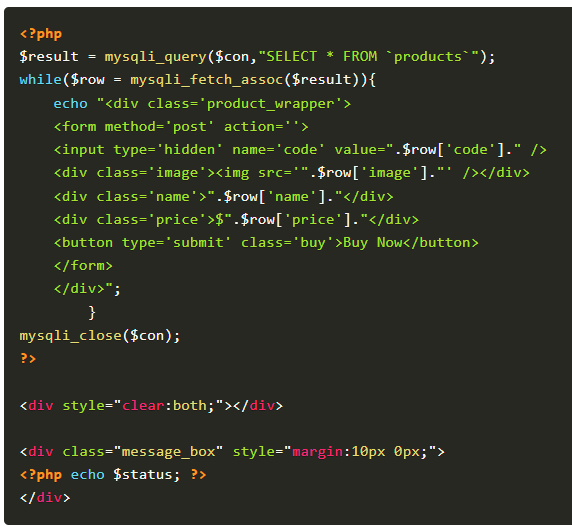 <?php
$result = mysqli_query($con,"SELECT * FROM `products`");
while($row = mysqli_fetch_assoc($result)){
    echo "<div class='product_wrapper'>
    <form method='post' action=''>
    <input type='hidden' name='code' value=".$row['code']." />
    <div class='image'><img src='".$row['image']."' /></div>
    <div class='name'>".$row['name']."</div>
    <div class='price'>$".$row['price']."</div>
    <button type='submit' class='buy'>Buy Now</button>
    </form>
    </div>";
        }
mysqli_close($con);
?>

<div style="clear:both;"></div>

<div class="message_box" style="margin:10px 0px;">
<?php echo $status; ?>
</div>